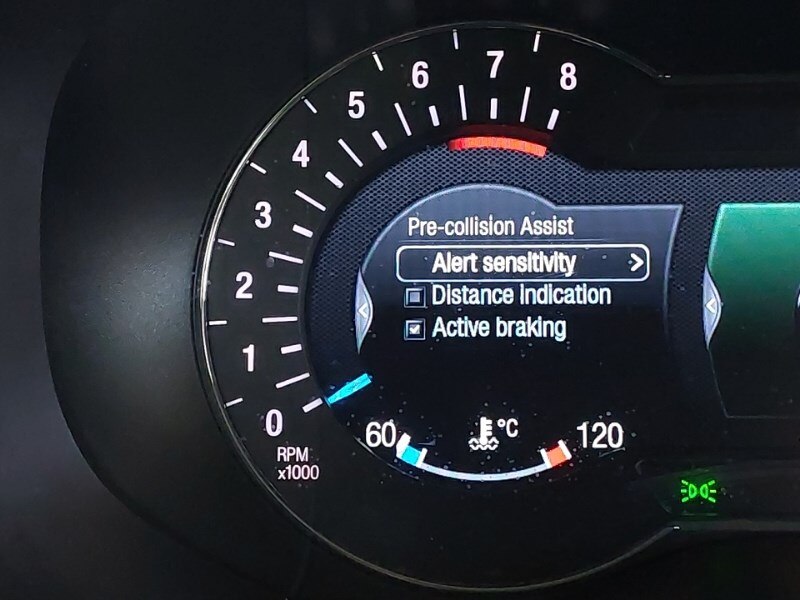 8
7
6
5
4
3
2
1
0
RPM
x1000
Pre-collision Assist
Alert sensitivity >
Distance indication
Active braking
60 °C 120